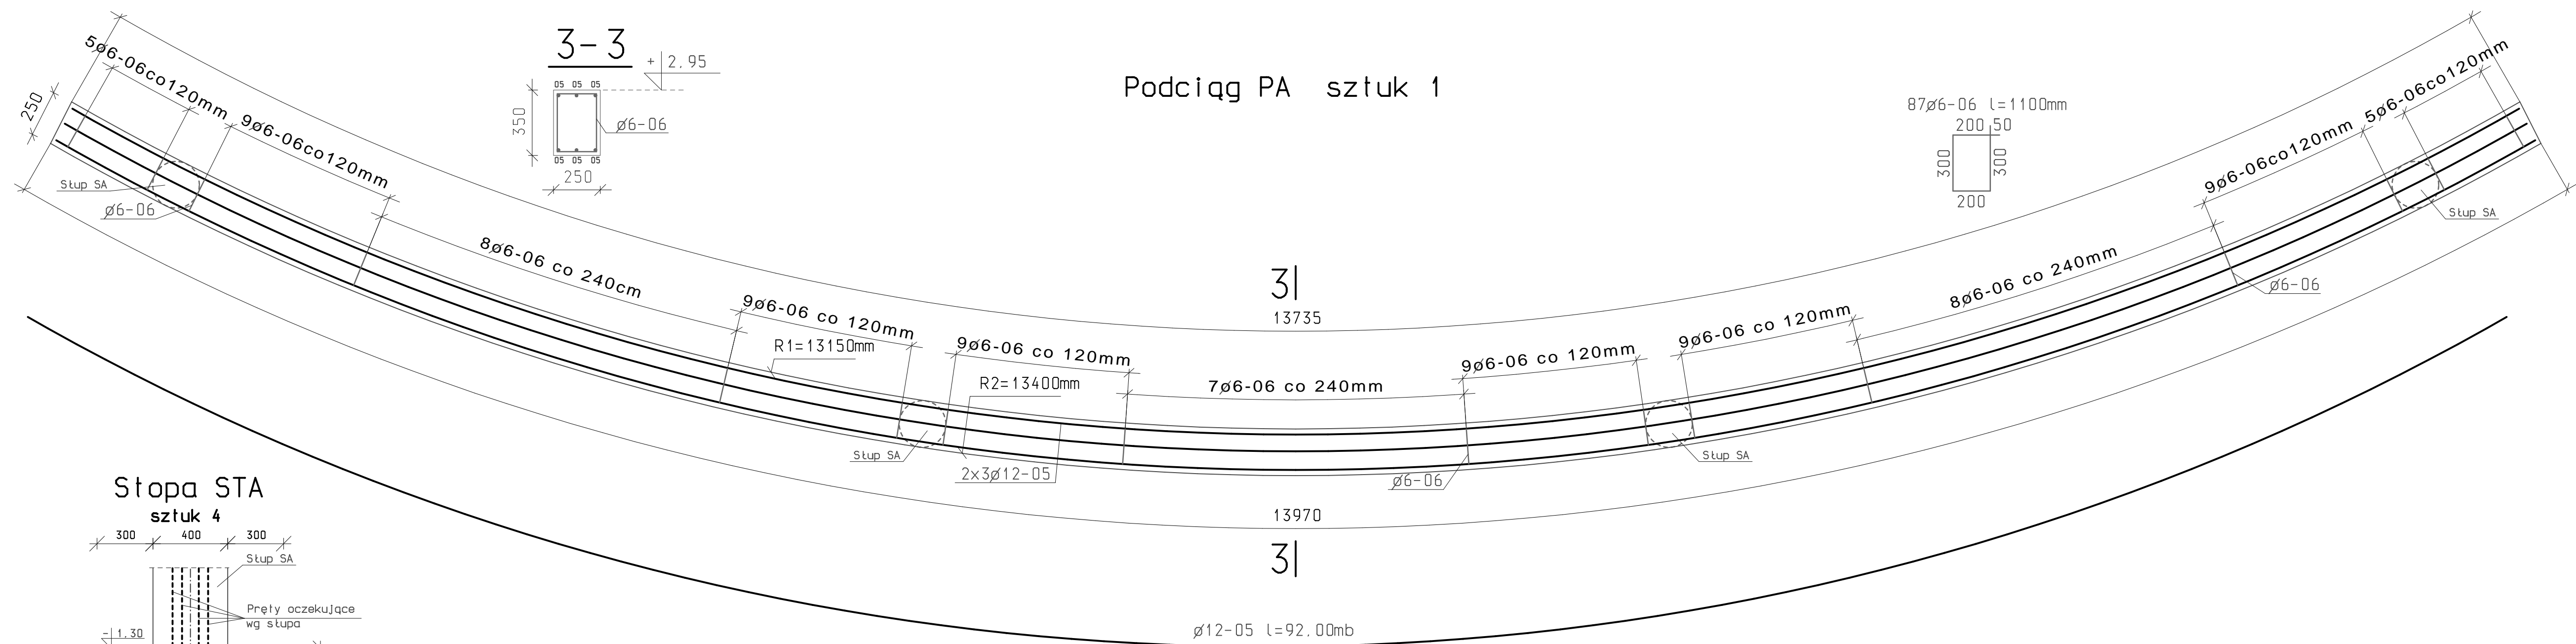 Podciąg PA sztuk 1
3-3
+ 2.95
05 05 05
350
ø6-06
05 05 05
250
87ø6-06 l=1100mm
200 50
300
300
200
5ø6-06co120mm
250
9ø6-06co120mm
Słup SA
ø6-06
8ø6-06 co 240cm
9ø6-06 co 120mm
R1=13150mm
9ø6-06 co 120mm
R2=13400mm
Słup SA
2x3ø12-05
3
13735
7ø6-06 co 240mm
9ø6-06 co 120mm
9ø6-06 co 120mm
8ø6-06 co 240mm
9ø6-06co120mm
5ø6-06co120mm
Słup SA
ø6-06
Słup SA
ø6-06
13970
3
ø12-05 l=92,00mb
Stopa STA
sztuk 4
300 400 300
Słup SA
Pręty oczekujące
wg słupa
- 1.30